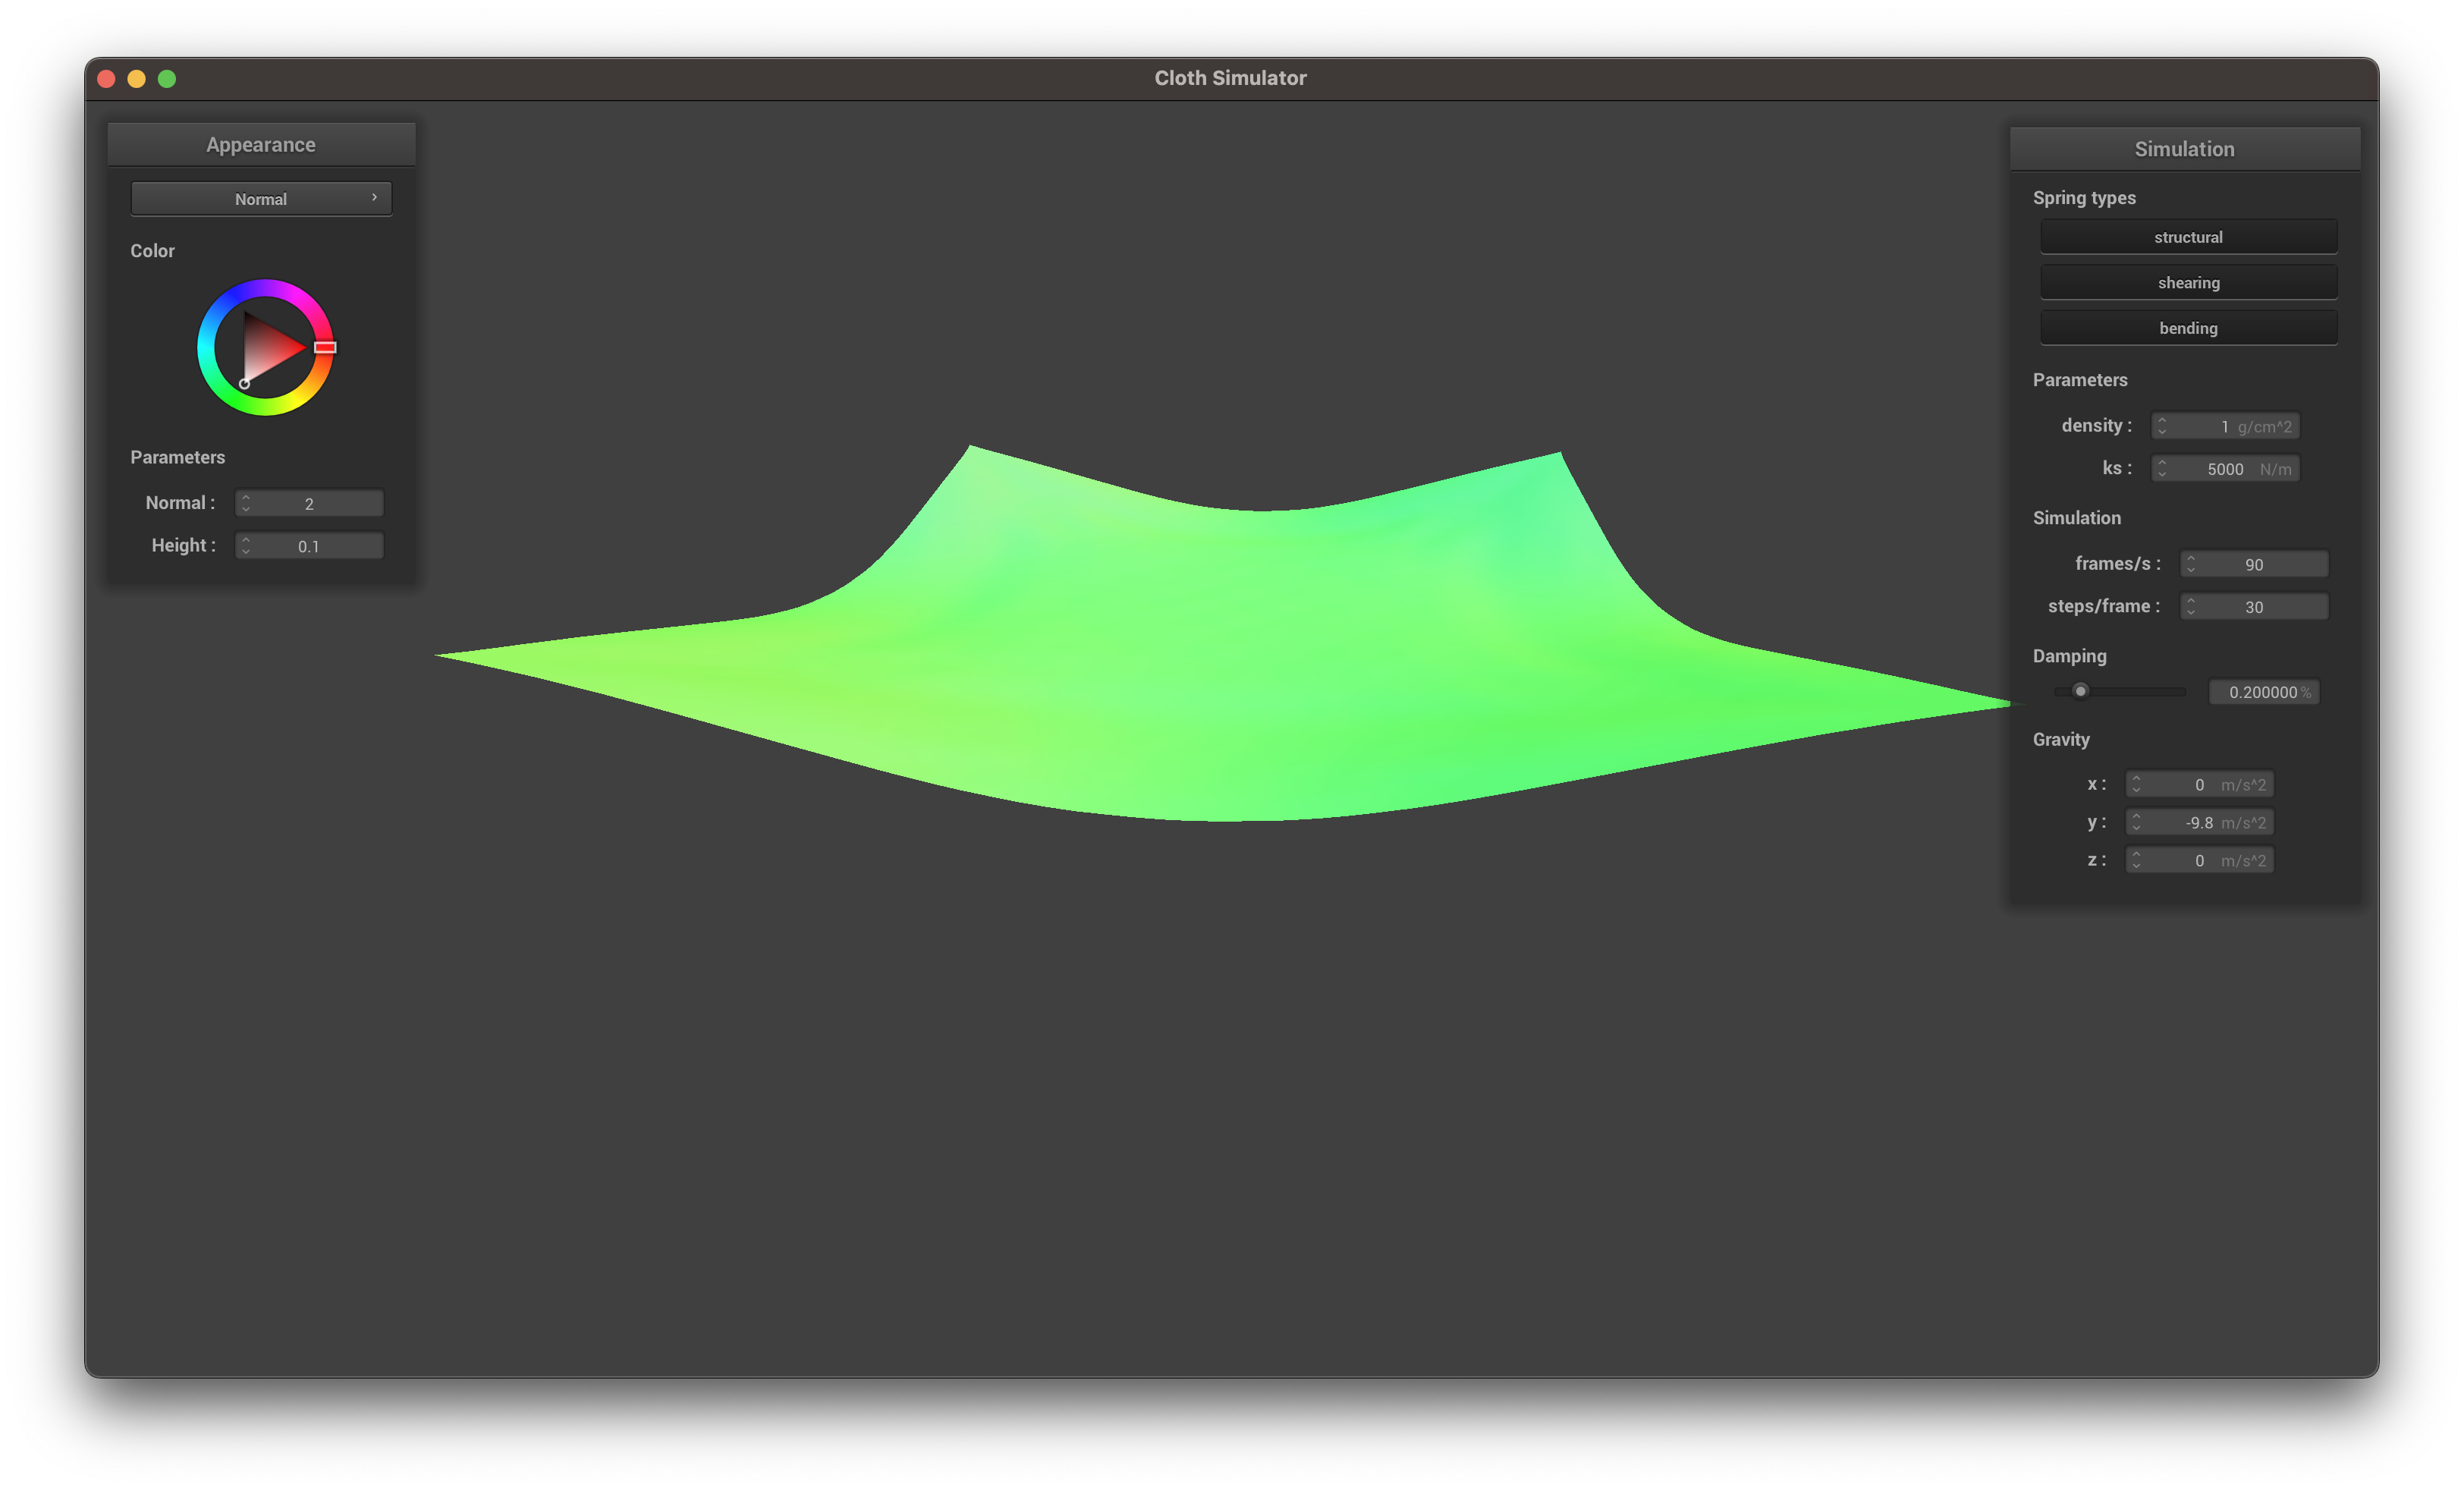 Cloth Simulator
Appearance
Normal
Color
Parameters
Normal : 2
Height : 0.1
Simulation
Spring types
structural
shearing
bending
Parameters
density : 1 g/cm^2
ks : 5000 N/m
Simulation
frames/s : 90
steps/frame : 30
Damping
0.200000 %
Gravity
x : 0 m/s^2
y : -9.8 m/s^2
z : 0 m/s^2